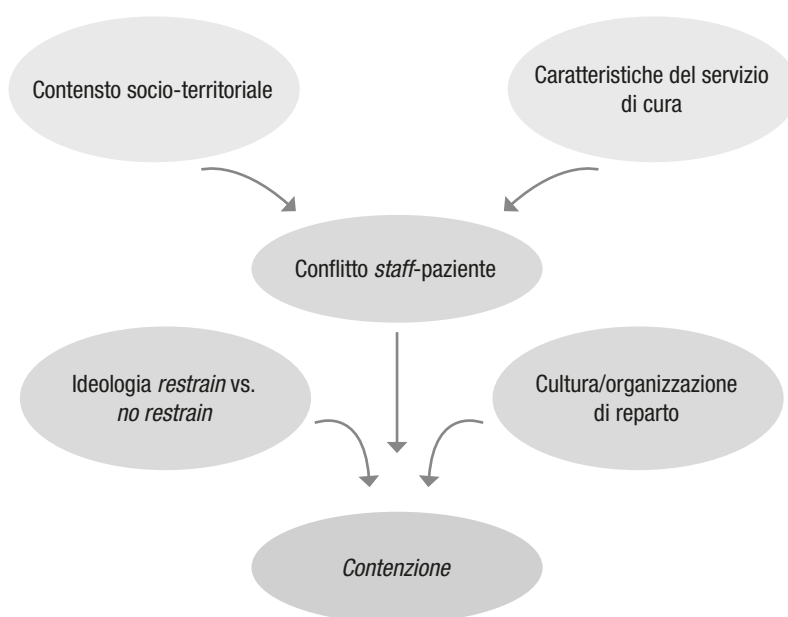 Contensto socio-territoriale
Caratteristiche del servizio
di cura
Conflitto staff-paziente
Ideologia restrain vs.
no restrain
Cultura/organizzazione
di reparto
Contenzione